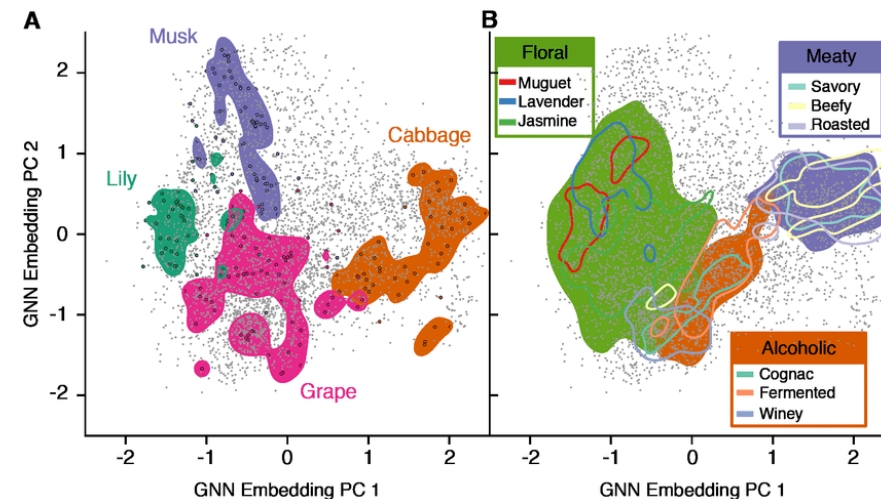 A
Musk
Cabbage
Lily
Grape
GNN Embedding PC 2
2
1
0
-1
-2
-2
-1
0
1
2
GNN Embedding PC 1
B
Floral
Muguet
Lavender
Jasmine
Meaty
Savory
Beefy
Roasted
Alcoholic
Cognac
Fermented
Winey
-2
-1
0
1
2
GNN Embedding PC 1